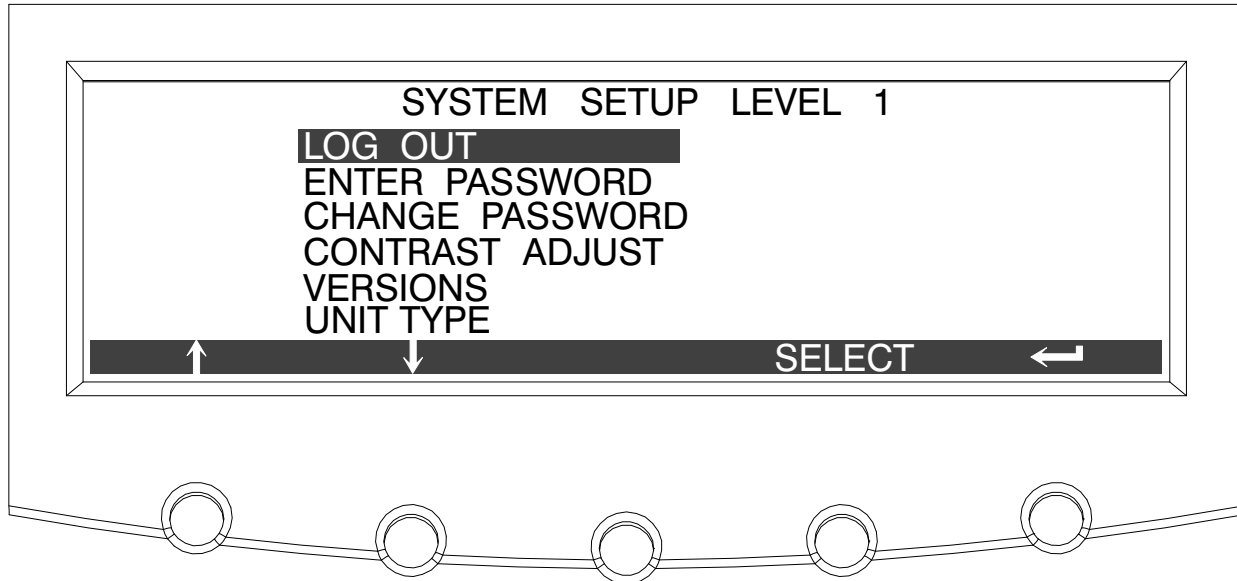 SYSTEM SETUP LEVEL 1
LOG OUT
ENTER PASSWORD
CHANGE PASSWORD
CONTRAST ADJUST
VERSIONS
UNIT TYPE
SELECT